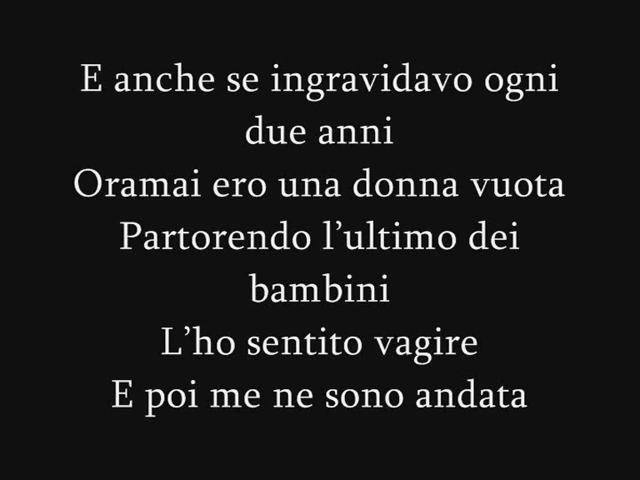 E anche se ingravidavo ogni
due anni
Oramai ero una donna vuota
Partorendo l’ultimo dei
bambini
L’ho sentito vagire
E poi me ne sono andata